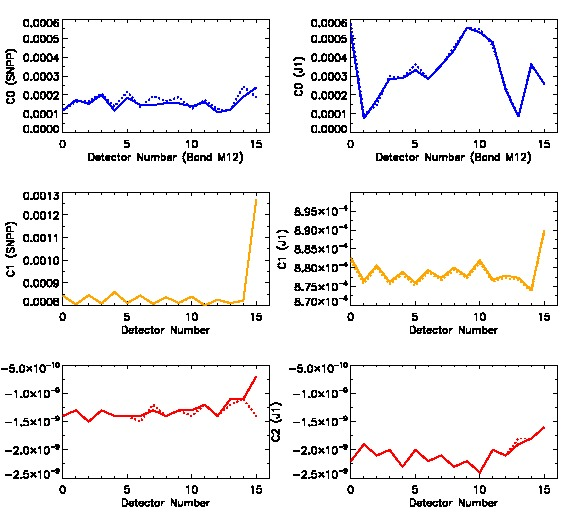 0.0006
0.0005
0.0004
0.0003
0.0002
0.0001
0.0000
C0 (SNPP)
0 5 10 15
Detector Number (Band M12)
0.0006
0.0005
0.0004
0.0003
0.0002
0.0001
0.0000
C0 (J1)
0 5 10 15
Detector Number (Band M12)
0.0013
0.0012
0.0011
0.0010
0.0009
0.0008
C1 (SNPP)
0 5 10 15
Detector Number
8.95×10⁻⁴
8.90×10⁻⁴
8.85×10⁻⁴
8.80×10⁻⁴
8.75×10⁻⁴
8.70×10⁻⁴
C1 (J1)
0 5 10 15
Detector Number
−5.0×10⁻¹⁰
−1.0×10⁻⁹
−1.5×10⁻⁹
−2.0×10⁻⁹
−2.5×10⁻⁹
0 5 10 15
Detector Number
−5.0×10⁻¹⁰
−1.0×10⁻⁹
−1.5×10⁻⁹
−2.0×10⁻⁹
−2.5×10⁻⁹
C2 (J1)
0 5 10 15
Detector Number